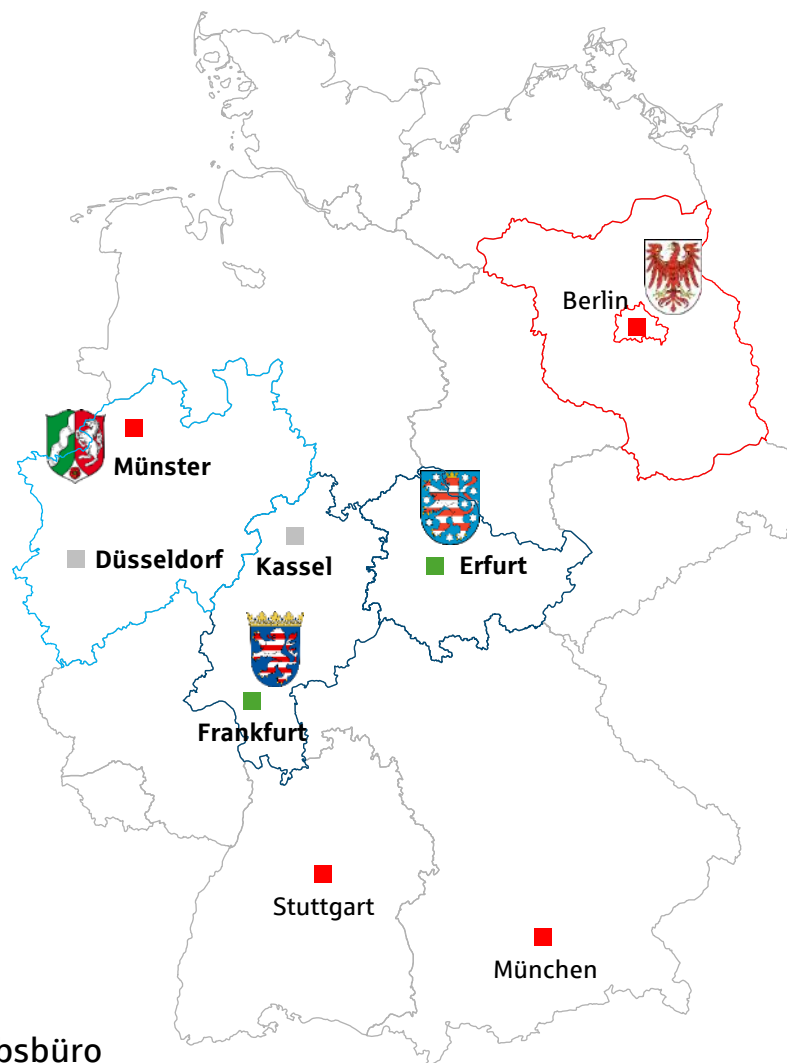 Berlin
Münster
Düsseldorf
Kassel
Erfurt
Frankfurt
Stuttgart
München